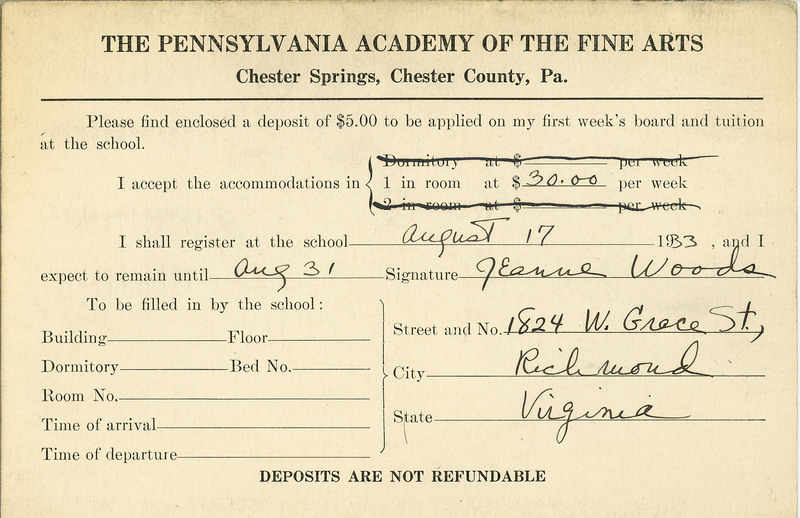 THE PENNSYLVANIA ACADEMY OF THE FINE ARTS
Chester Springs, Chester County, Pa.
Please find enclosed a deposit of $5.00 to be applied on my first week's board and tuition
at the school.
Dormitory at $ per week
I accept the accommodations in 1 in room at $ 30.00 per week
2 in room at $ per week
I shall register at the school August 17 1933, and I
expect to remain until Aug 31 Signature Jeanne Woods
To be filled in by the school:
Street and No. 1824 W. Grace St.,
Building Floor
City Richmond
Dormitory Bed No.
Room No.
State Virginia
Time of arrival
Time of departure
DEPOSITS ARE NOT REFUNDABLE